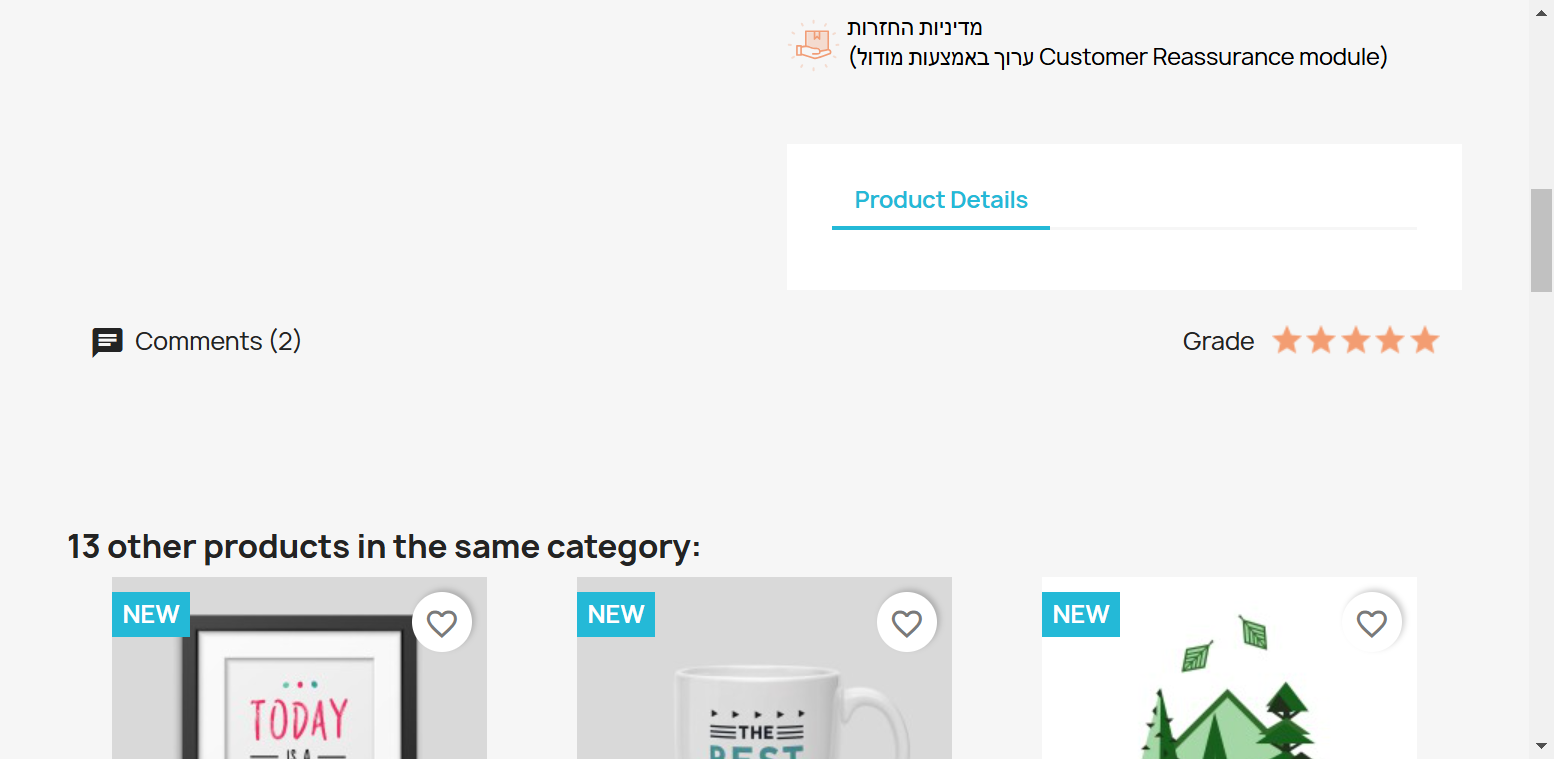 מדיניות החזרות
(ערוך באמצעות מודול Customer Reassurance module)
Product Details
Comments (2)
Grade
13 other products in the same category:
NEW
NEW
NEW
TODAY
IS A
THE
BEST